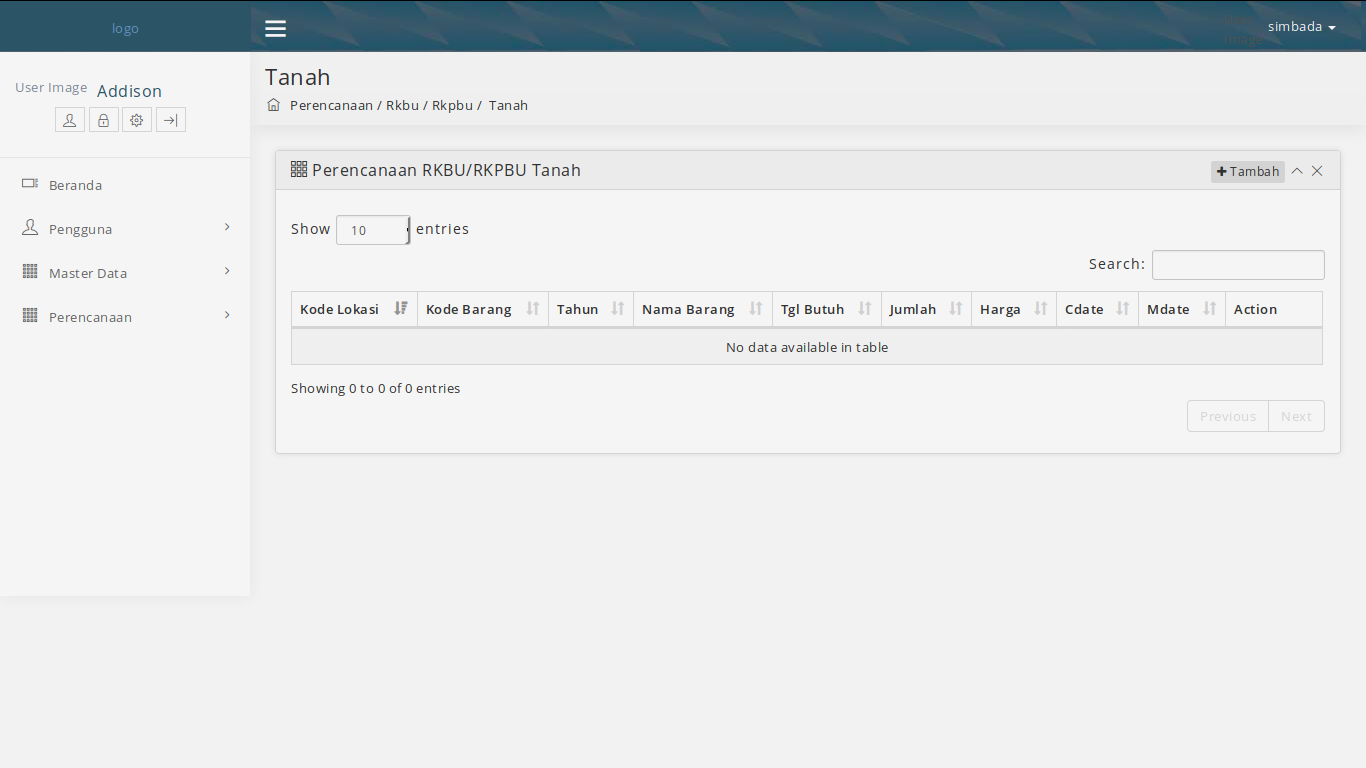 logo
simbada
User Image Addison
Beranda
Pengguna
Master Data
Perencanaan
Tanah
Perencanaan / Rkbu / Rkpbu / Tanah
Perencanaan RKBU/RKPBU Tanah
Tambah
Show 10 entries
Search:
Kode Lokasi Kode Barang Tahun Nama Barang Tgl Butuh Jumlah Harga Cdate Mdate Action
No data available in table
Showing 0 to 0 of 0 entries
Previous Next